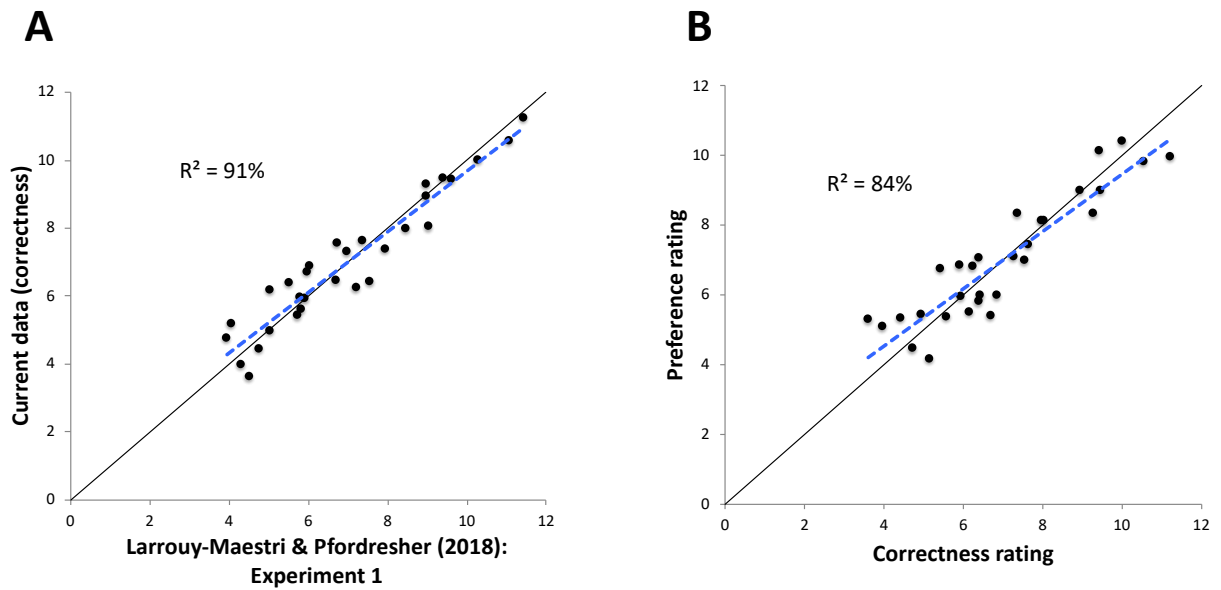 A
B
12
10
8
6
4
2
0
R² = 91%
Current data (correctness)
0 2 4 6 8 10 12
Larrouy-Maestri & Pfordresher (2018):
Experiment 1
12
10
8
6
4
2
0
R² = 84%
Preference rating
0 2 4 6 8 10 12
Correctness rating